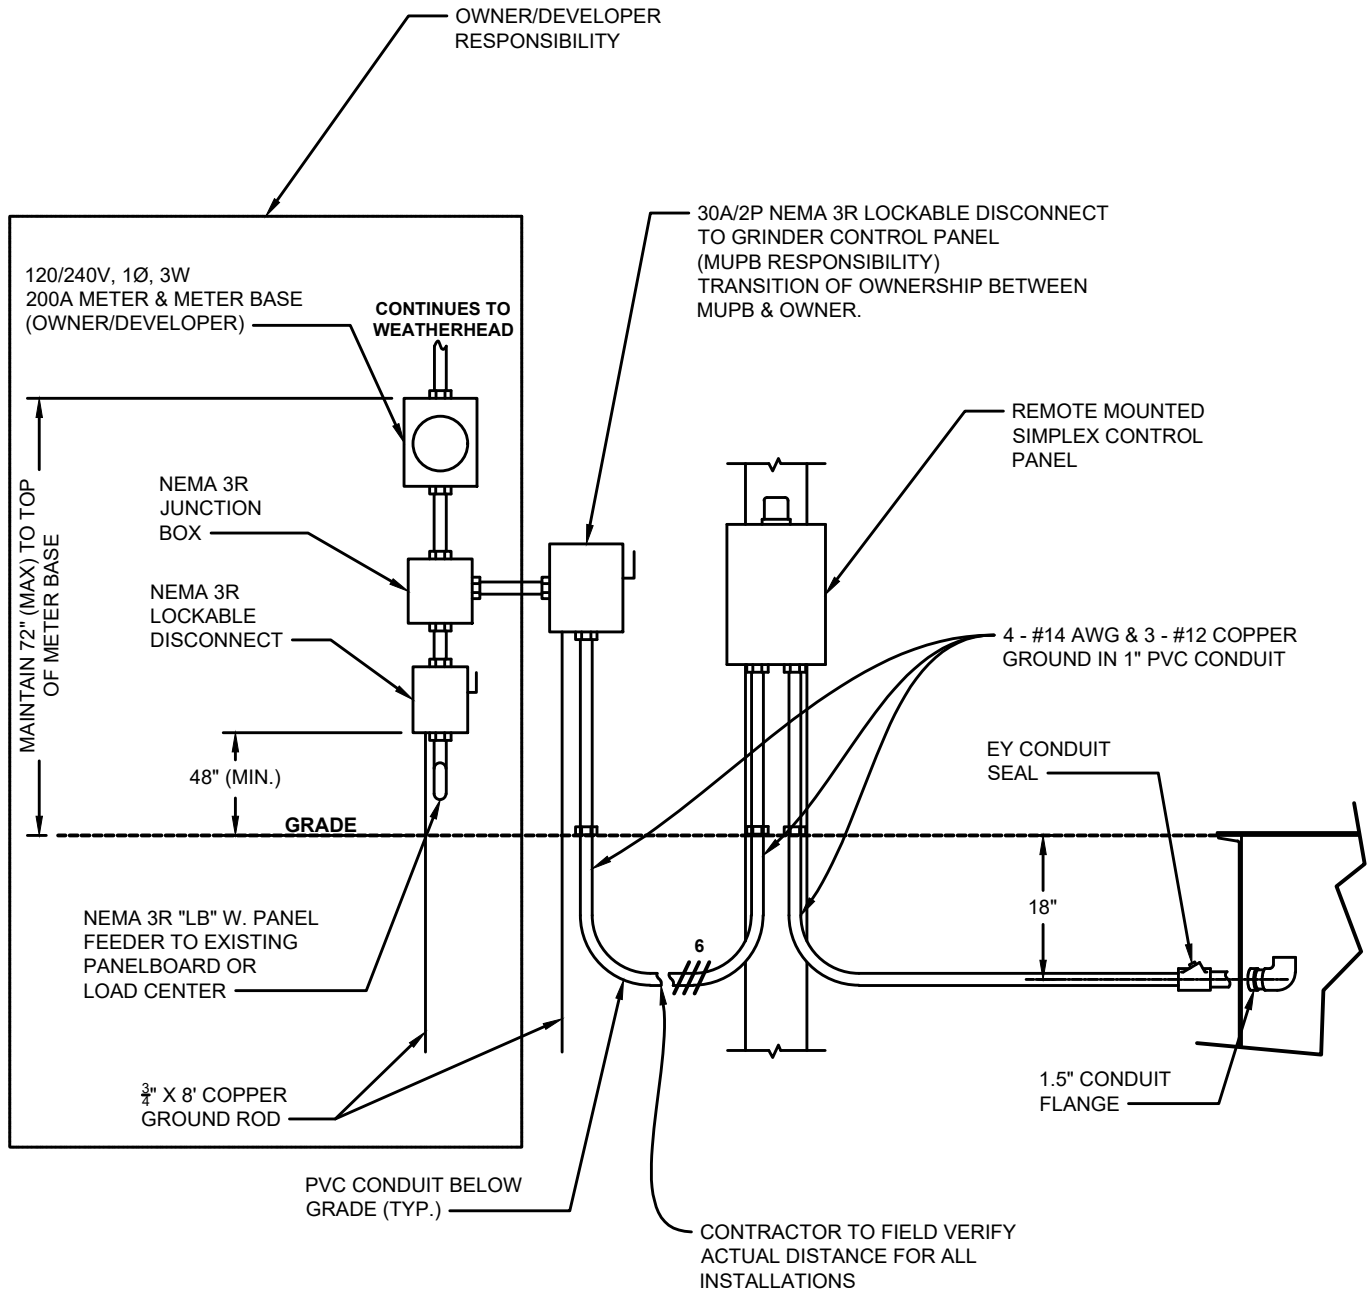 OWNER/DEVELOPER
RESPONSIBILITY
30A/2P NEMA 3R LOCKABLE DISCONNECT
TO GRINDER CONTROL PANEL
(MUPB RESPONSIBILITY)
TRANSITION OF OWNERSHIP BETWEEN
MUPB & OWNER.
120/240V, 1Ø, 3W
200A METER & METER BASE
(OWNER/DEVELOPER)
CONTINUES TO
WEATHERHEAD
REMOTE MOUNTED
SIMPLEX CONTROL
PANEL
MAINTAIN 72" (MAX) TO TOP
OF METER BASE
NEMA 3R
JUNCTION
BOX
NEMA 3R
LOCKABLE
DISCONNECT
4 - #14 AWG & 3 - #12 COPPER
GROUND IN 1" PVC CONDUIT
48" (MIN.)
EY CONDUIT
SEAL
GRADE
18"
NEMA 3R "LB" W. PANEL
FEEDER TO EXISTING
PANELBOARD OR
LOAD CENTER
6
¾" X 8' COPPER
GROUND ROD
1.5" CONDUIT
FLANGE
PVC CONDUIT BELOW
GRADE (TYP.)
CONTRACTOR TO FIELD VERIFY
ACTUAL DISTANCE FOR ALL
INSTALLATIONS